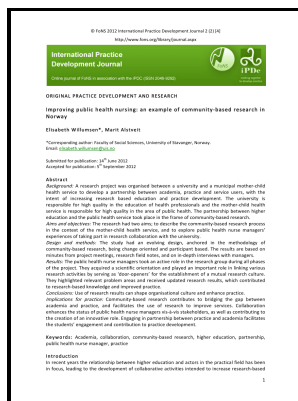 © FoNS 2012 International Practice Development Journal 2 (2) [4]
http://www.fons.org/library/journal.aspx
International Practice
Development Journal
Online journal of FoNS in association with the IPDC (ISSN 2046-9292)
FoNS
iPDc
ORIGINAL PRACTICE DEVELOPMENT AND RESEARCH
Improving public health nursing: an example of community-based research in
Norway
Elisabeth Willumsen*, Marit Alstveit
*Corresponding author: Faculty of Social Sciences, University of Stavanger, Norway.
Email: elisabeth.willumsen@uis.no
Submitted for publication: 14th June 2012
Accepted for publication: 5th September 2012
Abstract
Background: A research project was organised between a university and a municipal mother-child
health service to develop a partnership between academia, practice and service users, with the
intent of increasing research based education and practice development. The university is
responsible for high quality in the education of health professionals and the mother-child health
service is responsible for high quality in the area of public health. The partnership between higher
education and the public health service took place in the frame of community-based research.
Aims and objectives: The research had two aims; to describe the community-based research process
in the context of the mother-child health service, and to explore public health nurse managers'
experiences of taking part in research collaboration with the university.
Design and methods: The study had an evolving design, anchored in the methodology of
community-based research, being change oriented and participant based. The results are based on
minutes from project meetings, research field notes, and on in-depth interviews with managers.
Results: The public health nurse managers took an active role in the research group during all phases
of the project. They acquired a scientific orientation and played an important role in linking various
research activities by serving as 'door-openers' for the establishment of a mutual research culture.
They highlighted relevant problem areas and received updated research results, which contributed
to research-based knowledge and improved practice.
Conclusions: Use of research results can shape organisational culture and enhance practice.
Implications for practice: Community-based research contributes to bridging the gap between
academia and practice, and facilitates the use of research to improve services. Collaboration
enhances the status of public health nurse managers vis-à-vis stakeholders, as well as contributing to
the creation of an innovative role. Engaging in partnership between practice and academia facilitates
the students' engagement and contribution to practice development.
Keywords: Academia, collaboration, community-based research, higher education, partnership,
public health nurse manager, practice
Introduction
In recent years the relationship between higher education and actors in the practical field has been
in focus, leading to the development of collaborative activities intended to increase research-based
1